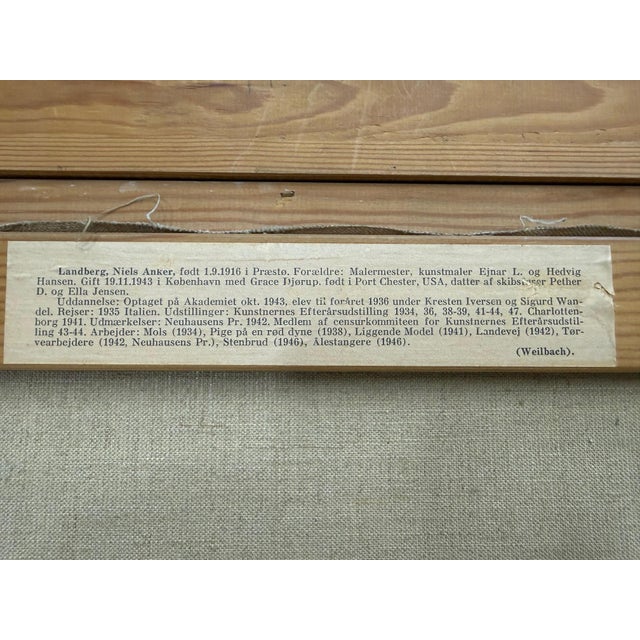 Landberg, Niels Anker, født 1.9.1916 i Præstø. Forældre: Malermester, kunstmaler Ejnar L. og Hedvig
Hansen. Gift 19.11.1943 i København med Grace Djørup. født i Port Chester, USA, datter af skibsfører Pether
D. og Ella Jensen.
Uddannelse: Optaget på Akademiet okt. 1943, elev til foråret 1936 under Kresten Iversen og Sigurd Wan-
del. Rejser: 1935 Italien. Udstillinger: Kunstnernes Efterårsudstilling 1934, 36, 38-39, 41-44, 47. Charlotten-
borg 1941. Udmærkelser: Neuhausens Pr. 1942, Medlem af censurkommiteen for Kunstnernes Efterårsudstil-
ling 43-44. Arbejder: Mols (1934), Pige på en rød dyne (1938), Liggende Model (1941), Landevej (1942), Tør-
vearbejdere (1942, Neuhausens Pr.), Stenbrud (1946), Ålestangere (1946).
(Weilbach).